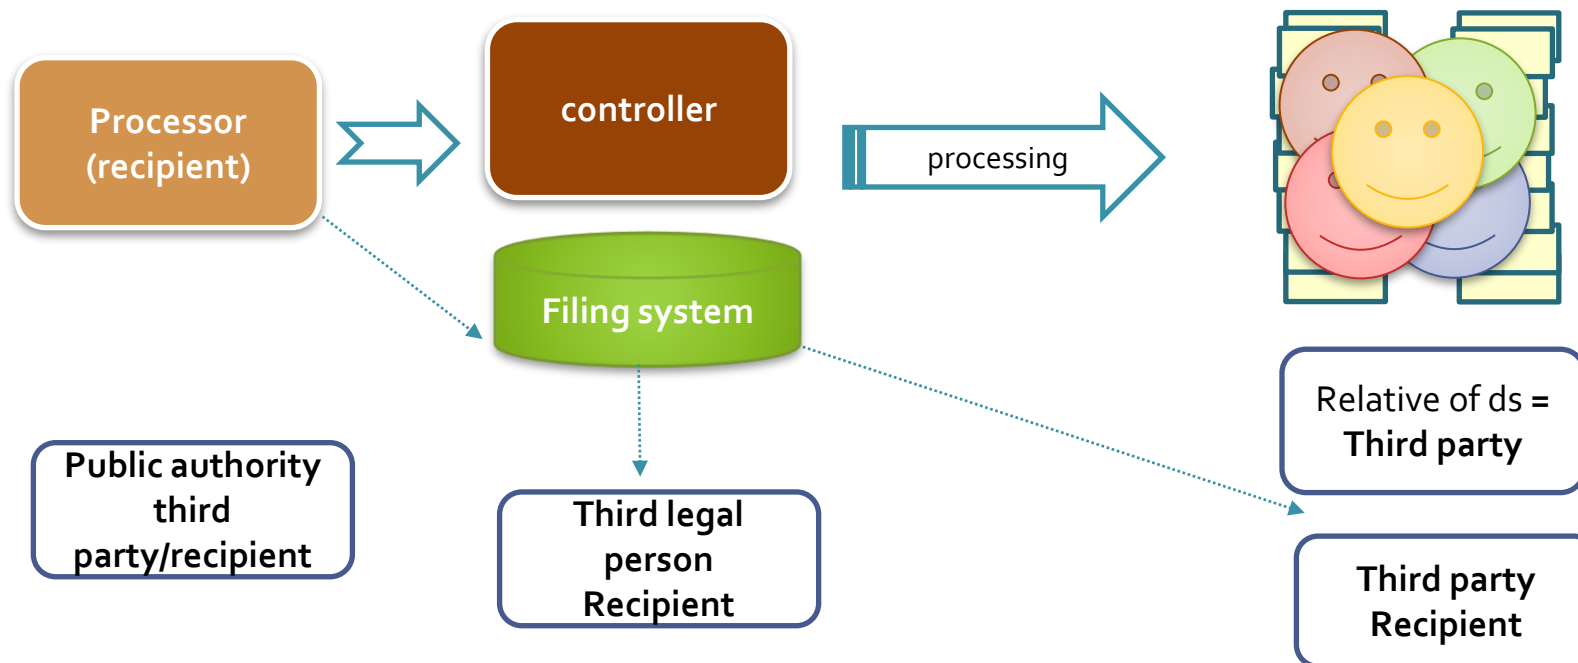 Processor
(recipient)
controller
processing
Filing system
Relative of ds =
Third party
Public authority
third
party/recipient
Third legal
person
Recipient
Third party
Recipient